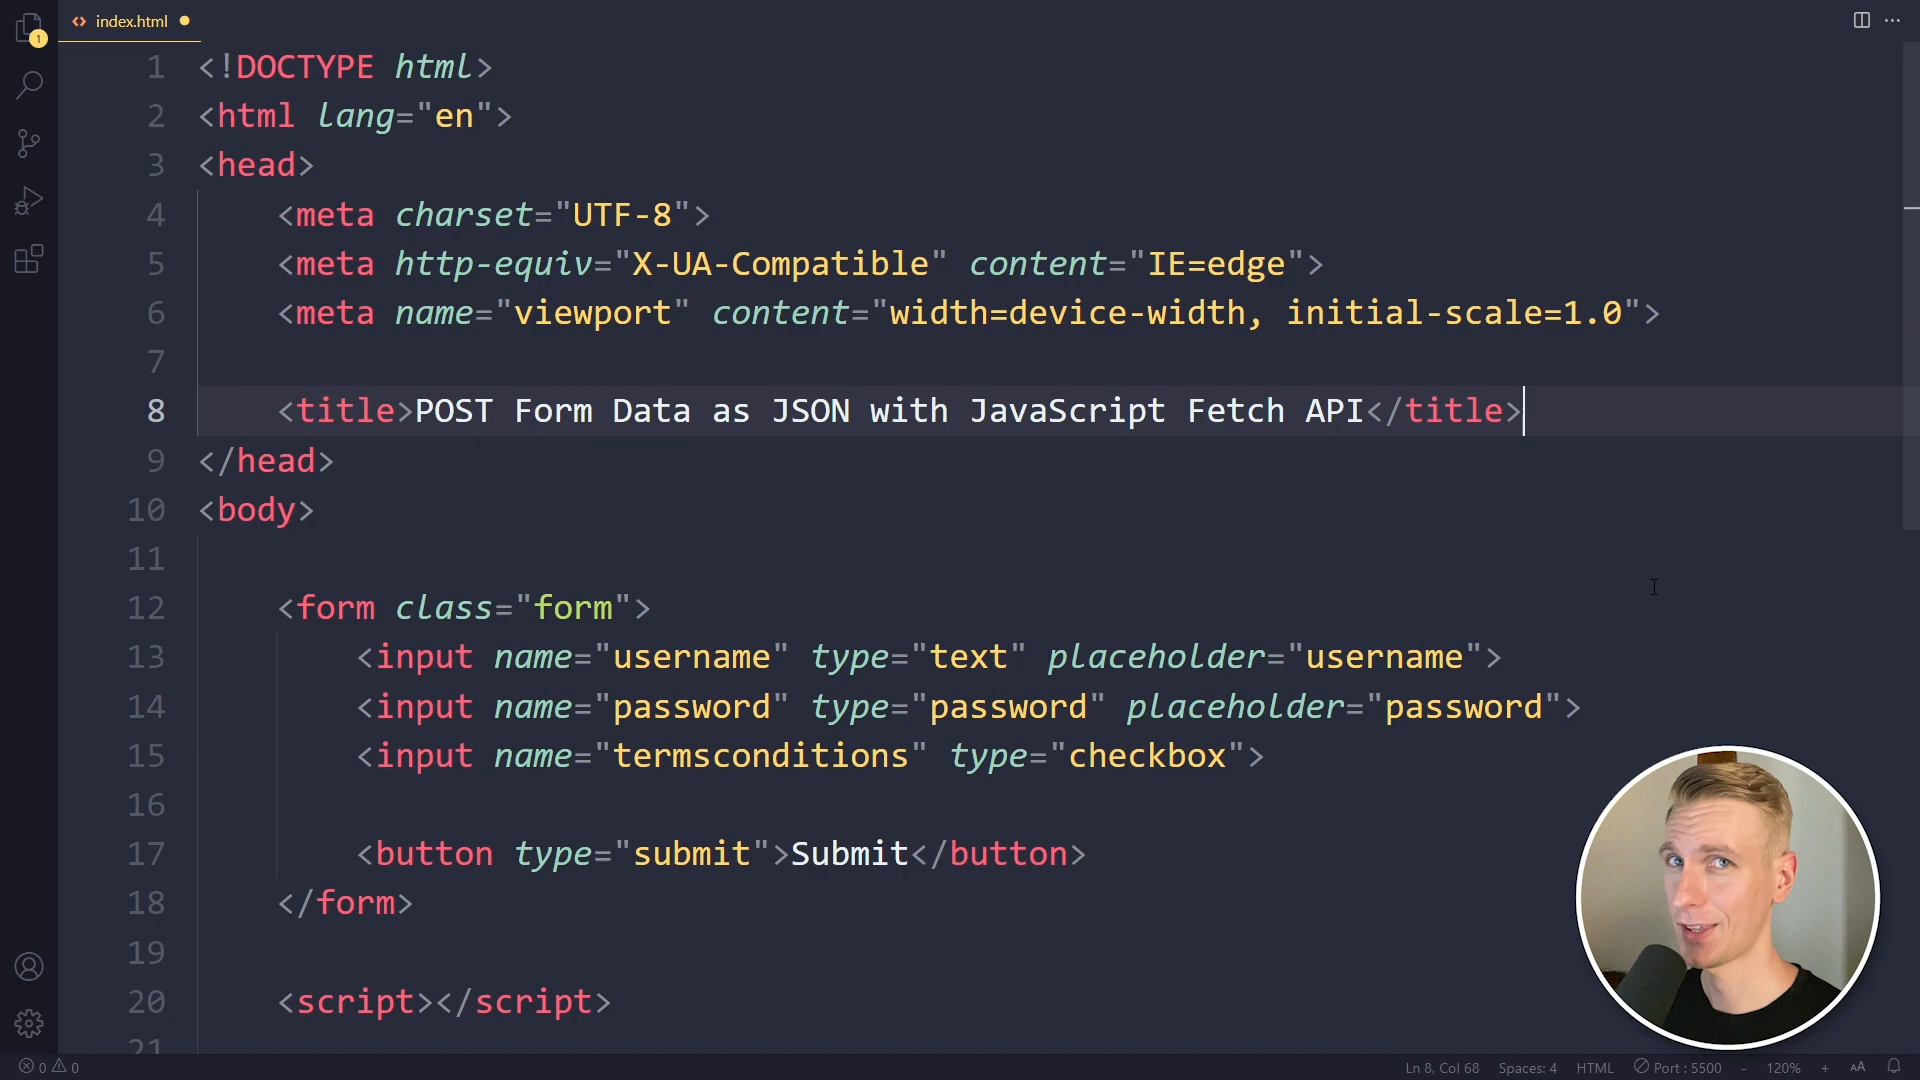 index.html
1
1 <!DOCTYPE html>
2 <html lang="en">
3 <head>
4 <meta charset="UTF-8">
5 <meta http-equiv="X-UA-Compatible" content="IE=edge">
6 <meta name="viewport" content="width=device-width, initial-scale=1.0">
7
8 <title>POST Form Data as JSON with JavaScript Fetch API</title>
9 </head>
10 <body>
11
12 <form class="form">
13 <input name="username" type="text" placeholder="username">
14 <input name="password" type="password" placeholder="password">
15 <input name="termsconditions" type="checkbox">
16
17 <button type="submit">Submit</button>
18 </form>
19
20 <script></script>
21
0 0 Ln 8, Col 68 Spaces: 4 HTML Port : 5500 - 120% + AA